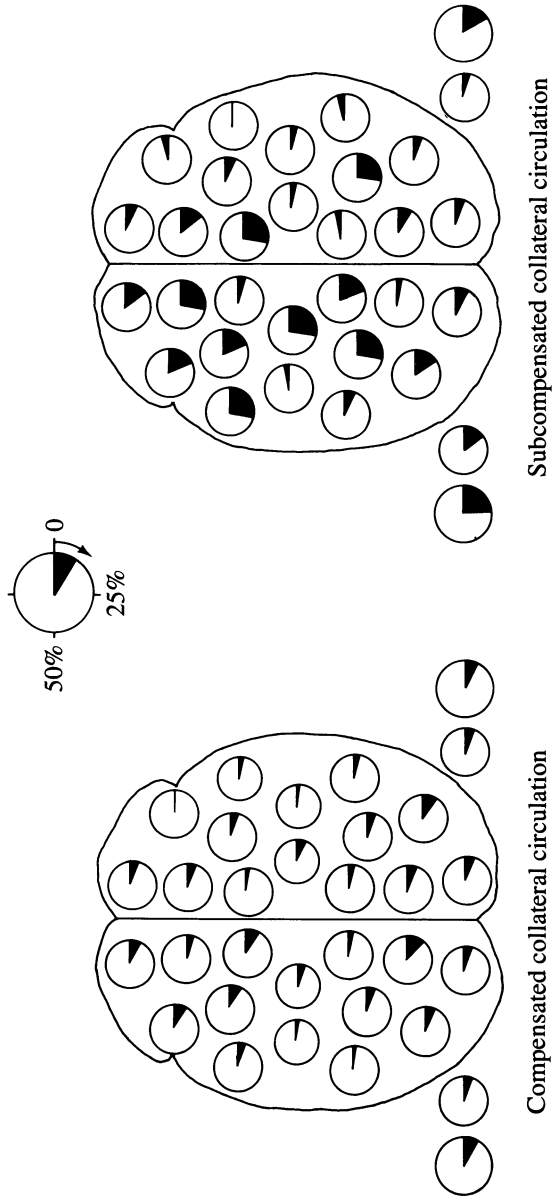 50%
0
25%
Compensated collateral circulation
Subcompensated collateral circulation